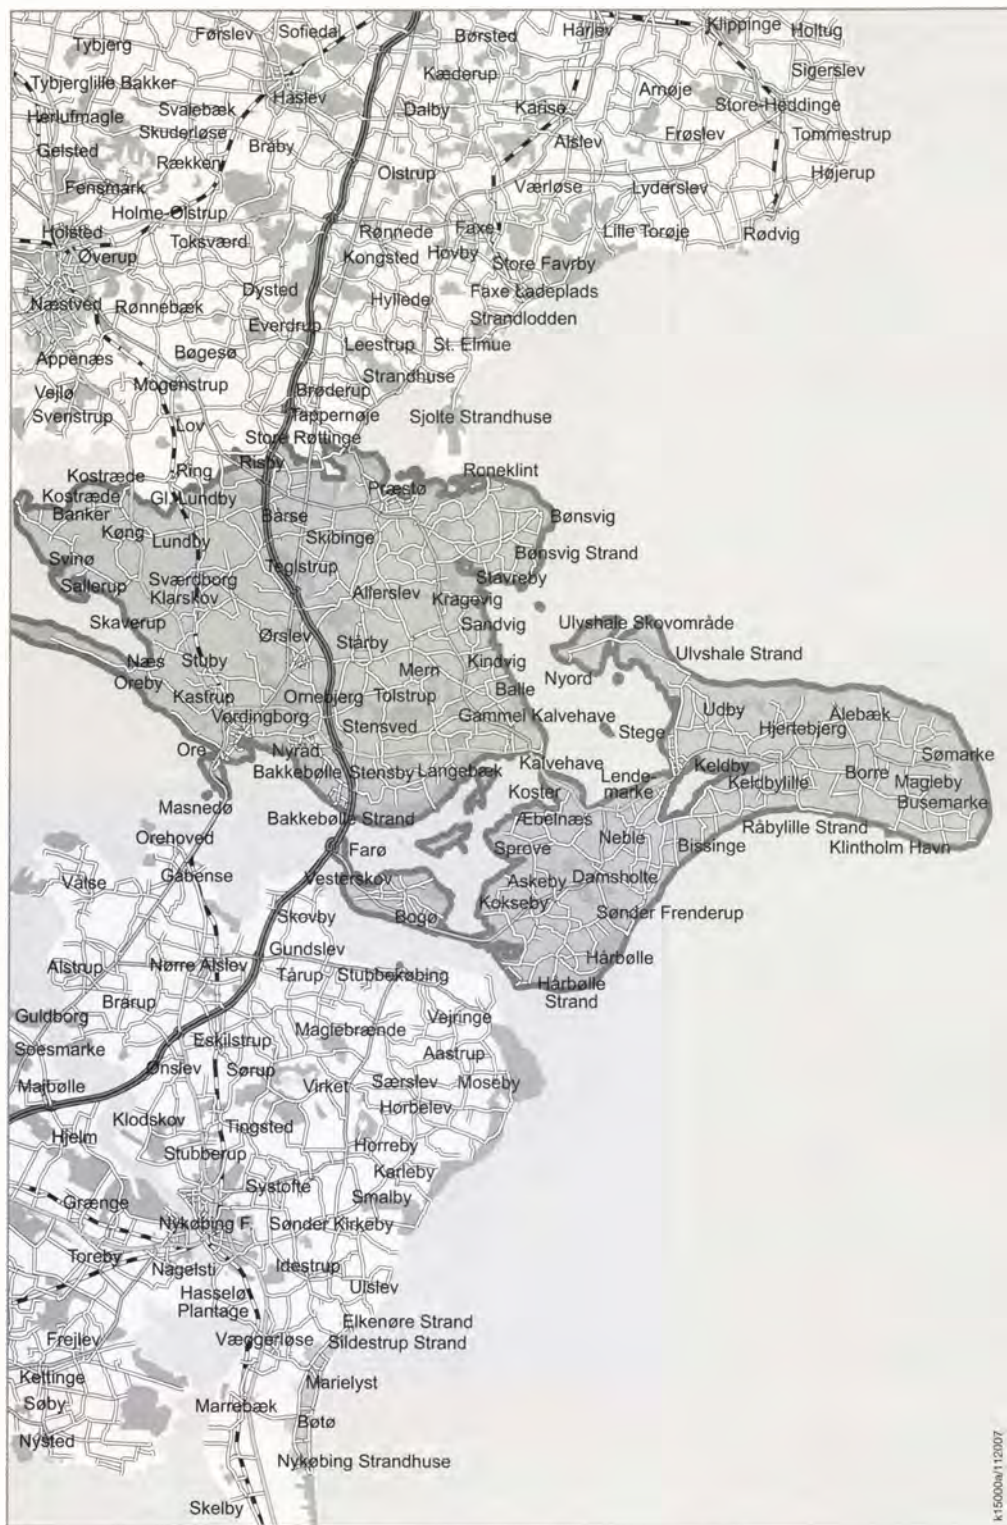 Tybjerg
Førslev
Sofiedal
Børsted
Hårlev
Klippinge
Holtug
Tybjerglille Bakker
Haslev
Kæderup
Sigerslev
Arnøje
Herlufmagle
Svalebæk
Dalby
Karise
Store-Heddinge
Skuderløse
Bråby
Alslev
Frøslev
Tommestrup
Gelsted
Rækken
Olstrup
Højerup
Fensmark
Værløse
Lyderslev
Holme-Olstrup
Holsted
Toksværd
Rønnede
Faxe
Lille Torøje
Rødvig
Øverup
Kongsted
Hovby
Store Favrby
Næstved
Rønnebæk
Dysted
Hyllede
Faxe Ladeplads
Everdrup
Strandlodden
Appenæs
Bøgesø
Leestrup
St. Elmue
Vejlø
Mogenstrup
Strandhuse
Brøderup
Svenstrup
Lov
Tappernøje
Sjolte Strandhuse
Store Røttinge
Risby
Kostræde
Ring
Roneklint
Kostræde
Banker
Gl. Lundby
Præstø
Bårse
Bønsvig
Køng
Lundby
Skibinge
Svinø
Bønsvig Strand
Teglstrup
Stavreby
Sallerup
Sværdborg
Klarskov
Allerslev
Kragevig
Skaverup
Sandvig
Ulvshale Skovområde
Ørslev
Stårby
Næs
Stuby
Mern
Kindvig
Ulvshale Strand
Oreby
Nyord
Kastrup
Ornebjerg
Tolstrup
Balle
Udby
Ålebæk
Vordingborg
Stensved
Gammel Kalvehave
Stege
Hjertebjerg
Ore
Nyråd
Sømarke
Bakkebølle
Stensby
Langebæk
Kalvehave
Lende-
marke
Keldby
Keldbylille
Borre
Magleby
Masnedø
Koster
Busemarke
Bakkebølle Strand
Æbelnæs
Råbylille Strand
Orehoved
Neble
Bissinge
Klintholm Havn
Farø
Sprove
Gåbense
Vålse
Vesterskov
Askeby
Damsholte
Skovby
Bogø
Kokseby
Sønder Frenderup
Gundslev
Alstrup
Nørre Alslev
Tårup
Stubbekøbing
Hårbølle
Hårbølle
Strand
Brarup
Guldborg
Maglebrænde
Vejringe
Soesmarke
Eskilstrup
Aastrup
Ønslev
Sørup
Majbølle
Virket
Særslev
Moseby
Horbelev
Klodskov
Tingsted
Hjelm
Stubberup
Horreby
Karleby
Systofte
Smålby
Grænge
Nykøbing F.
Sønder Kirkeby
Toreby
Nagelsti
Idestrup
Hasselø
Plantage
Ulslev
Elkenøre Strand
Frejlev
Væggerløse
Sildestrup Strand
Kettinge
Marielyst
Søby
Marrebæk
Bøtø
Nysted
Nykøbing Strandhuse
Skelby
k15000a/112007